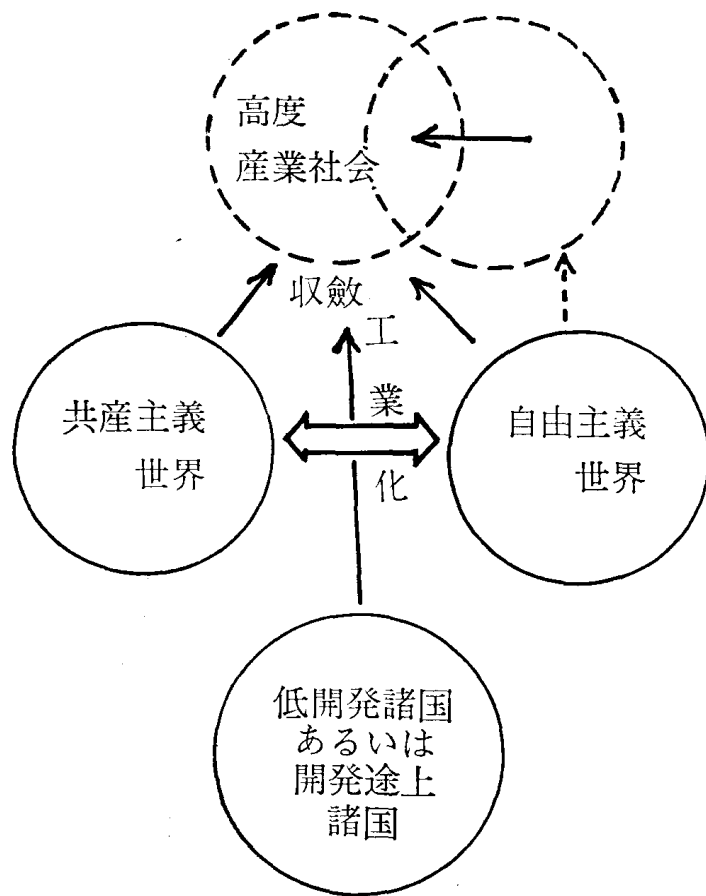 高度
産業社会
収斂
工業化
共産主義
世界
自由主義
世界
低開発諸国
あるいは
開発途上
諸国